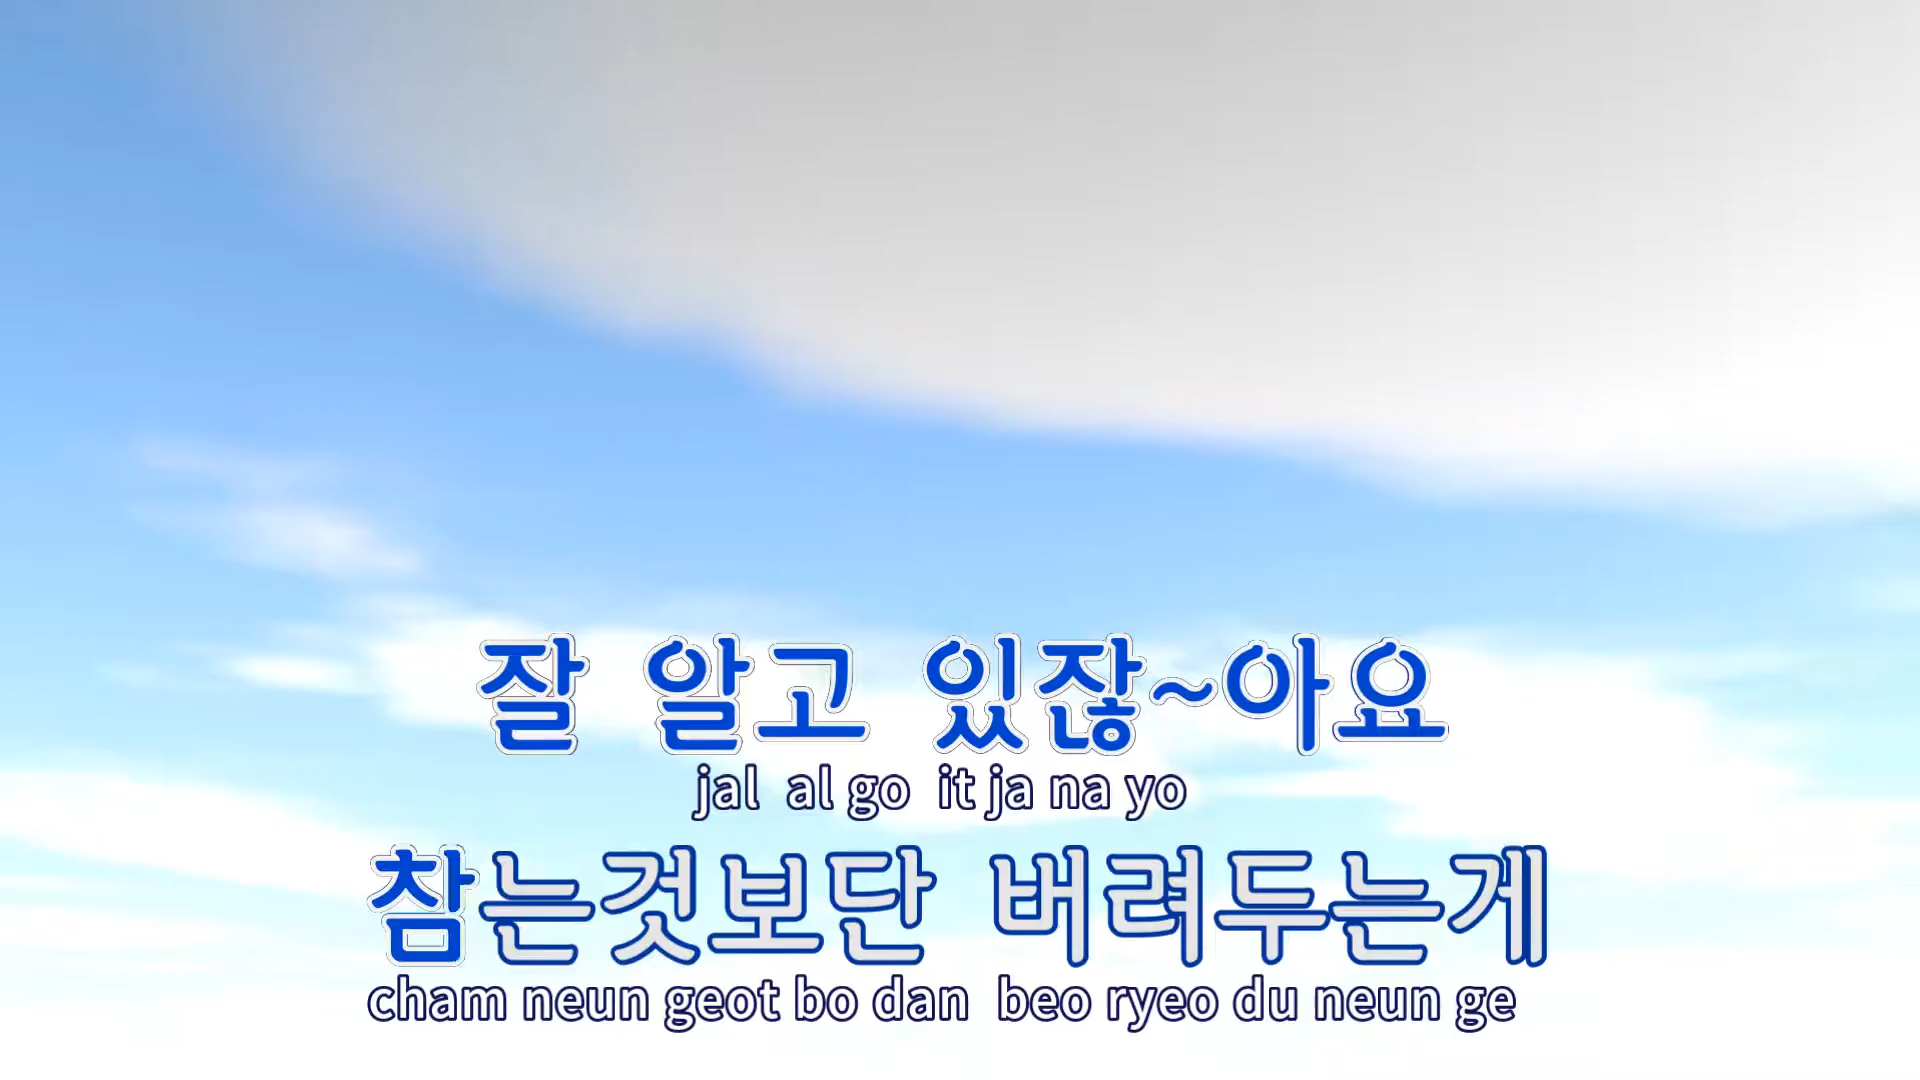 잘 알고 있잖~아요
jal al go it ja na yo
참는것보단 버려두는게
cham neun geot bo dan beo ryeo du neun ge